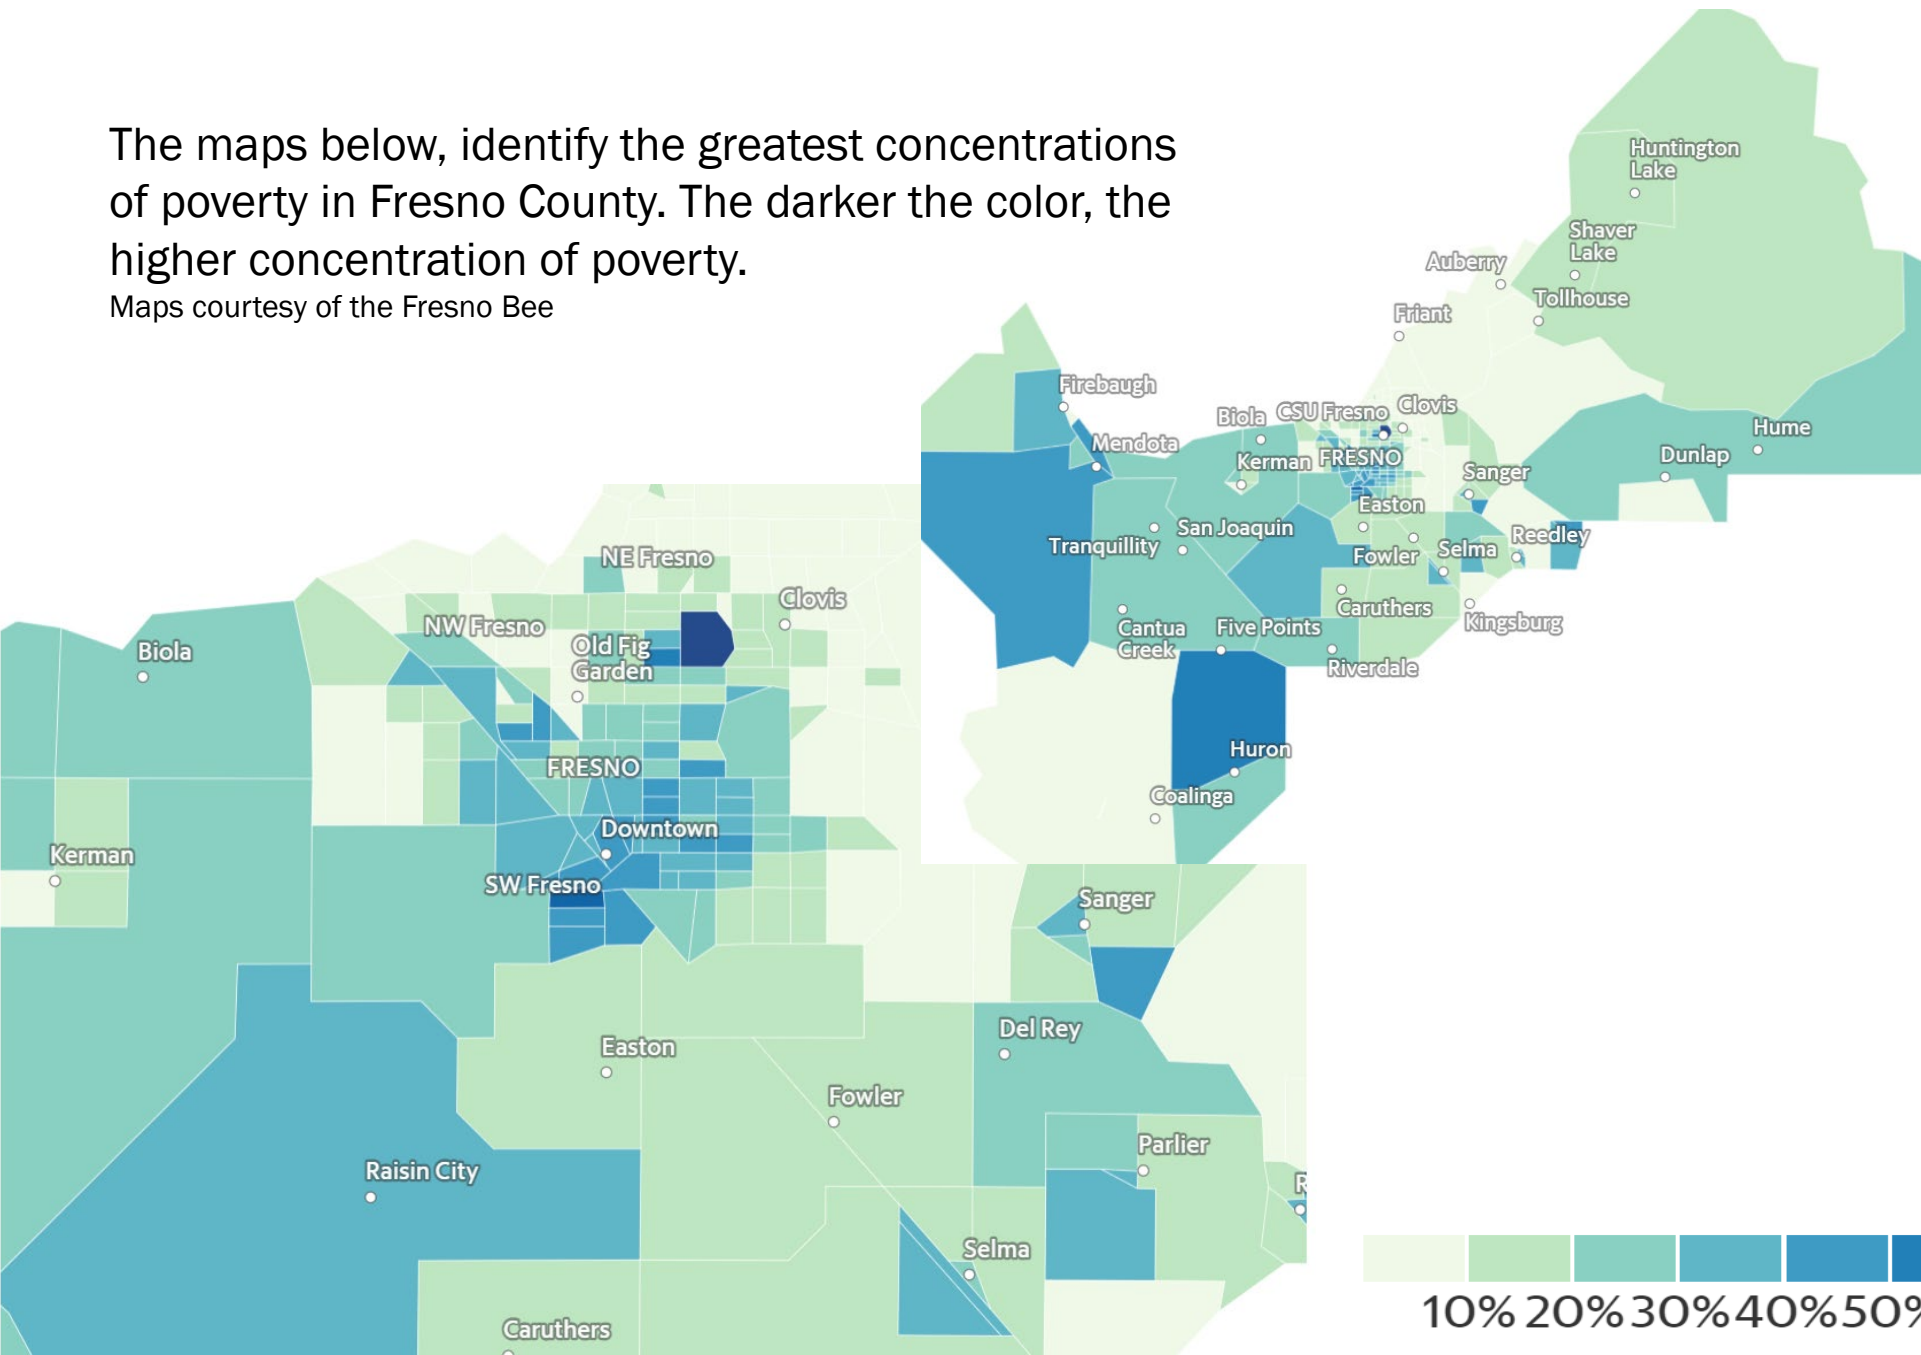 The maps below, identify the greatest concentrations
of poverty in Fresno County. The darker the color, the
higher concentration of poverty.
Maps courtesy of the Fresno Bee
Huntington
Lake
Shaver
Lake
Auberry
Tollhouse
Friant
Firebaugh
Biola
CSU Fresno
Clovis
Mendota
Kerman
FRESNO
Hume
Dunlap
Sanger
Easton
San Joaquin
Tranquillity
Reedley
Fowler
Selma
Caruthers
Kingsburg
Cantua
Creek
Five Points
Riverdale
Huron
Coalinga
NE Fresno
Clovis
NW Fresno
Old Fig
Garden
Biola
FRESNO
Downtown
Kerman
SW Fresno
Sanger
Del Rey
Easton
Fowler
Parlier
Raisin City
R
Selma
Caruthers
10% 20% 30% 40% 50%